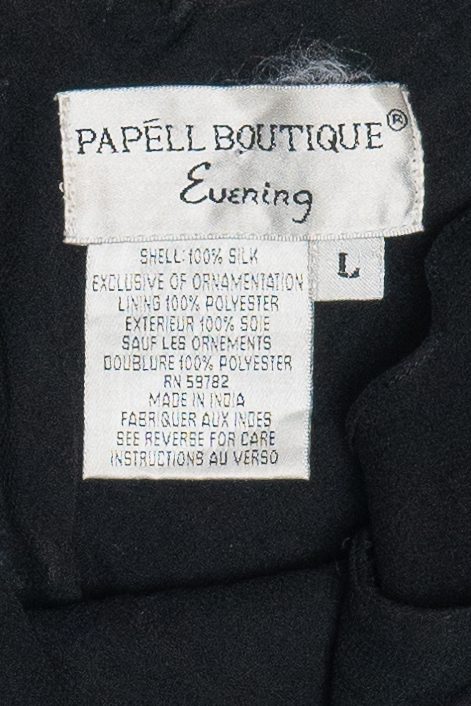 PAPÉLL BOUTIQUE®
Evening
L
SHELL: 100% SILK
EXCLUSIVE OF ORNAMENTATION
LINING 100% POLYESTER
EXTERIEUR 100% SOIE
SAUF LES ORNEMENTS
DOUBLURE 100% POLYESTER
RN 59782
MADE IN INDIA
FABRIQUER AUX INDES
SEE REVERSE FOR CARE
INSTRUCTIONS AU VERSO